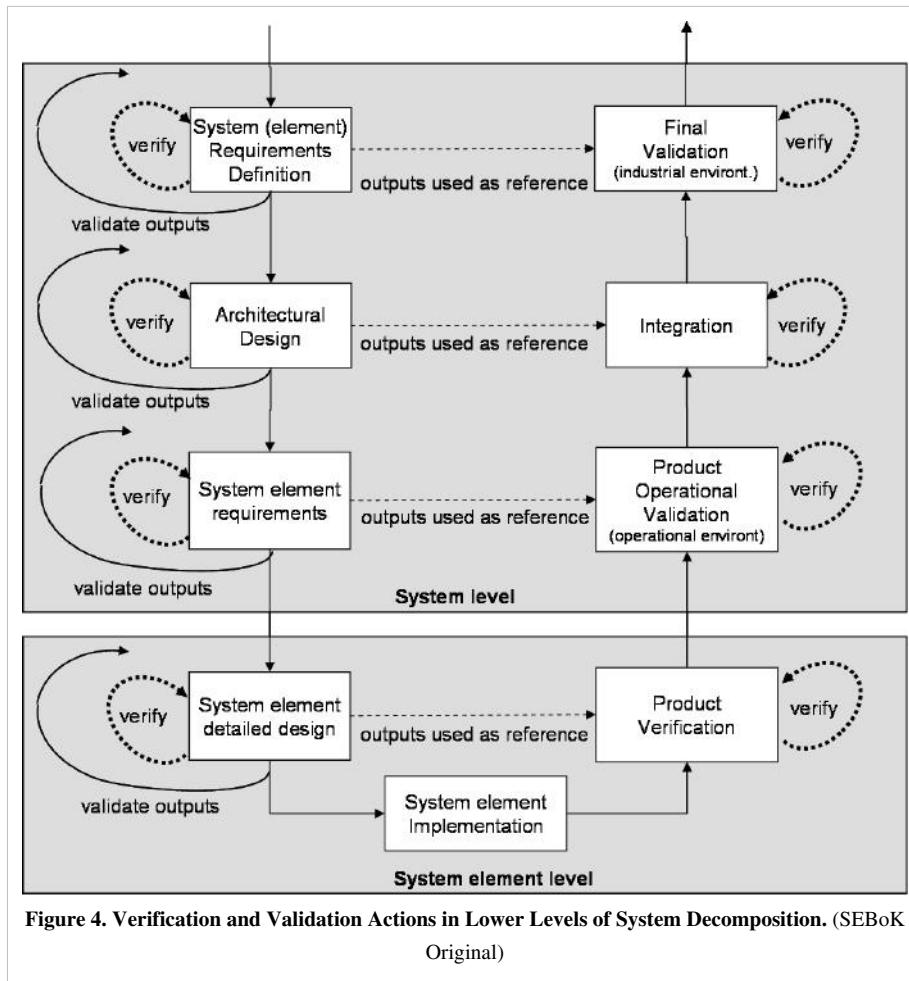 System (element)
Requirements
Definition
verify
validate outputs
outputs used as reference
Final
Validation
(industrial environt.)
verify
Architectural
Design
verify
validate outputs
outputs used as reference
Integration
verify
System element
requirements
verify
validate outputs
outputs used as reference
Product
Operational
Validation
(operational environt)
verify
System level
System element
detailed design
verify
validate outputs
outputs used as reference
Product
Verification
verify
System element
Implementation
System element level
Figure 4. Verification and Validation Actions in Lower Levels of System Decomposition. (SEBoK
Original)